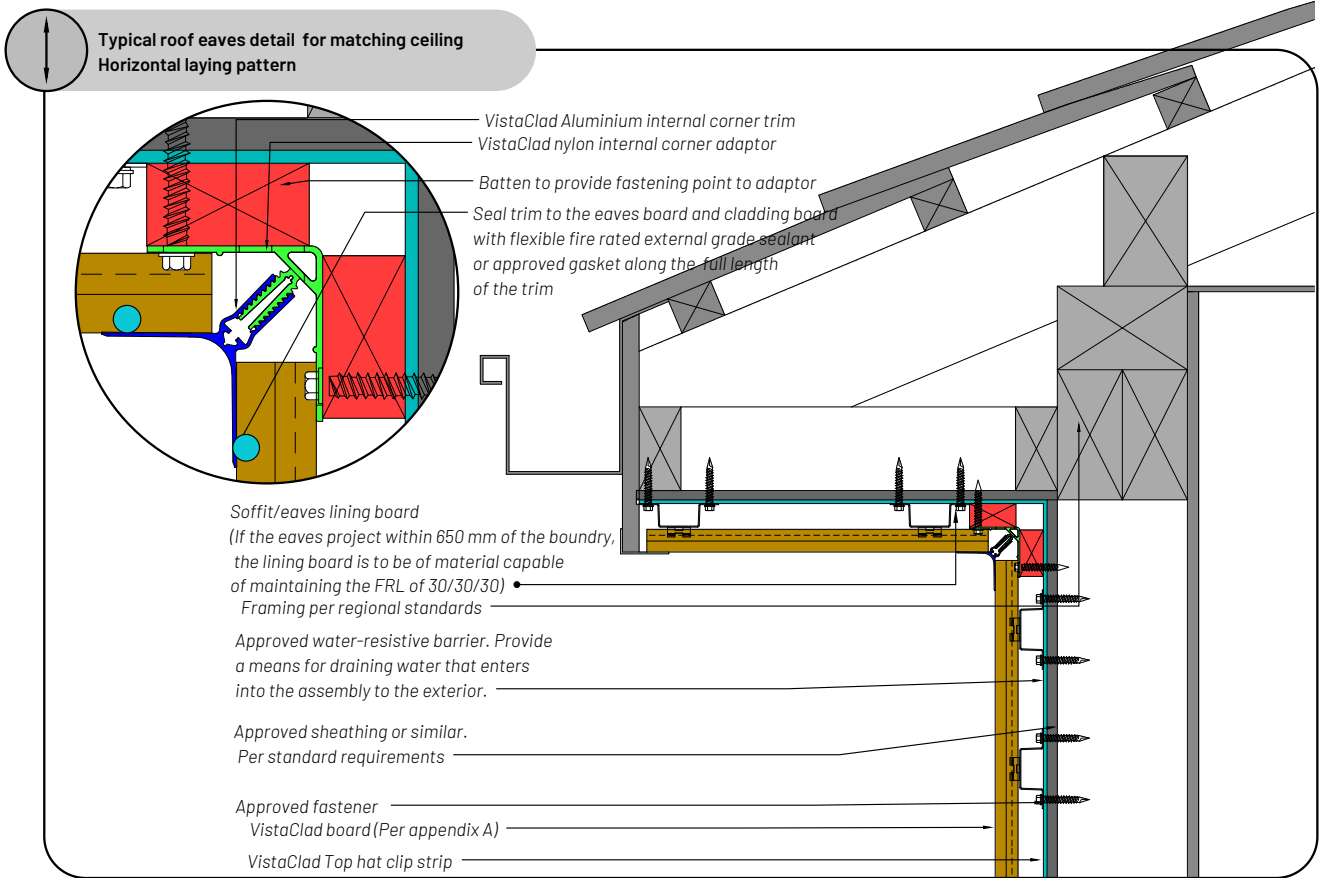 Typical roof eaves detail for matching ceiling
Horizontal laying pattern
VistaClad Aluminium internal corner trim
VistaClad nylon internal corner adaptor
Batten to provide fastening point to adaptor
Seal trim to the eaves board and cladding board
with flexible fire rated external grade sealant
or approved gasket along the full length
of the trim
Soffit/eaves lining board
(If the eaves project within 650 mm of the boundry,
the lining board is to be of material capable
of maintaining the FRL of 30/30/30)
Framing per regional standards
Approved water-resistive barrier. Provide
a means for draining water that enters
into the assembly to the exterior.
Approved sheathing or similar.
Per standard requirements
Approved fastener
VistaClad board (Per appendix A)
VistaClad Top hat clip strip